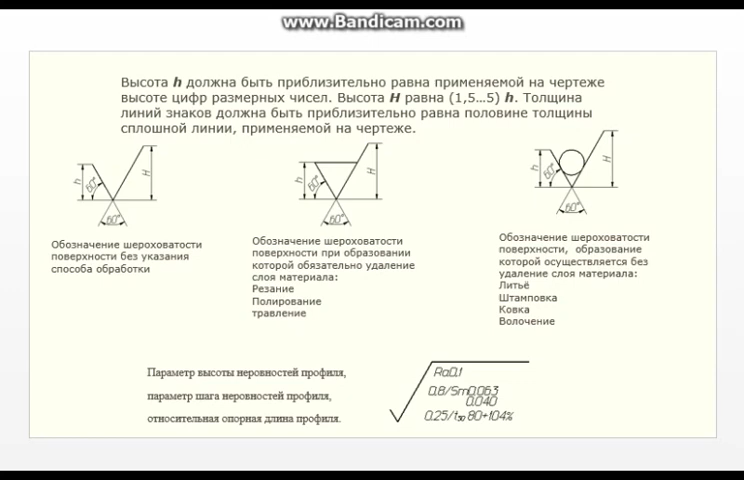 www.Bandicam.com
Высота h должна быть приблизительно равна применяемой на чертеже
высоте цифр размерных чисел. Высота H равна (1,5...5) h. Толщина
линий знаков должна быть приблизительно равна половине толщины
сплошной линии, применяемой на чертеже.
h 60° H
60°
h 60° H
60°
h 60° H
60°
Обозначение шероховатости
поверхности без указания
способа обработки
Обозначение шероховатости
поверхности при образовании
которой обязательно удаление
слоя материала:
Резание
Полирование
травление
Обозначение шероховатости
поверхности, образование
которой осуществляется без
удаление слоя материала:
Литьё
Штамповка
Ковка
Волочение
Параметр высоты неровностей профиля,
параметр шага неровностей профиля,
относительная опорная длина профиля.
Ra0.1
0.8/Sm0.063
0.040
0.25/t50 80+104%